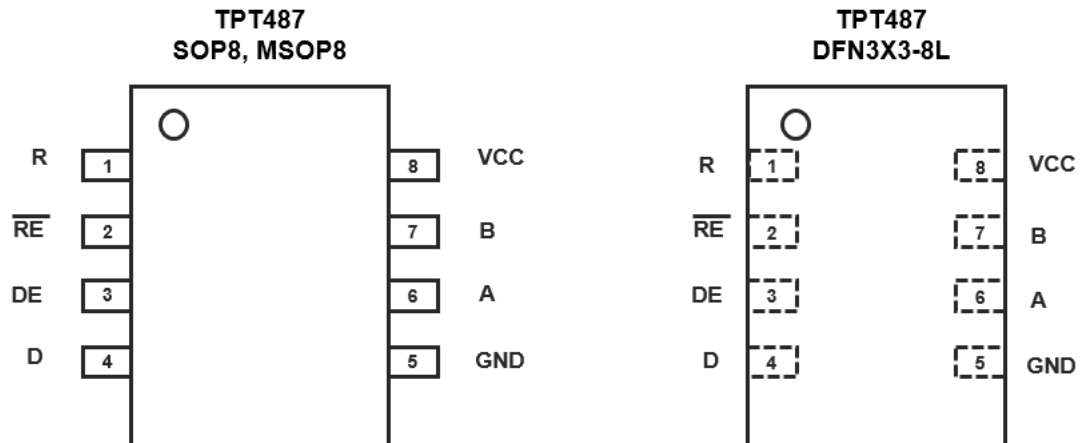 TPT487
SOP8, MSOP8
R 1 8 VCC
RE 2 7 B
DE 3 6 A
D 4 5 GND
TPT487
DFN3X3-8L
R 1 8 VCC
RE 2 7 B
DE 3 6 A
D 4 5 GND